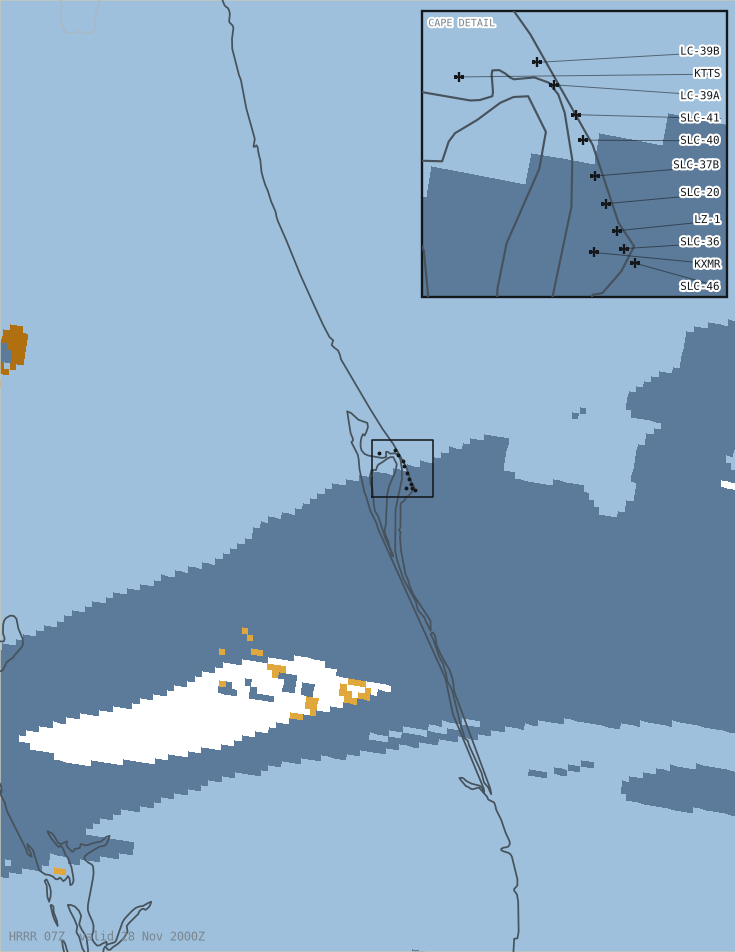 CAPE DETAIL
LC-39B
KTTS
LC-39A
SLC-41
SLC-40
SLC-37B
SLC-20
LZ-1
SLC-36
KXMR
SLC-46
HRRR 07Z valid 28 Nov 2000Z